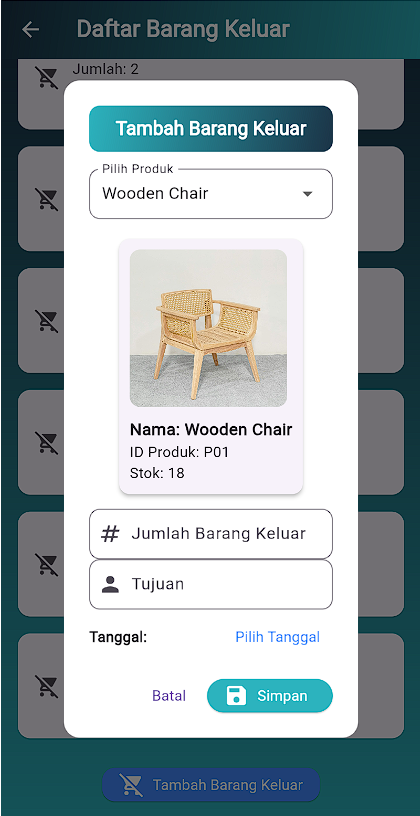 Daftar Barang Keluar
Jumlah: 2
Tambah Barang Keluar
Pilih Produk
Wooden Chair
Nama: Wooden Chair
ID Produk: P01
Stok: 18
# Jumlah Barang Keluar
Tujuan
Tanggal: Pilih Tanggal
Batal Simpan
Tambah Barang Keluar